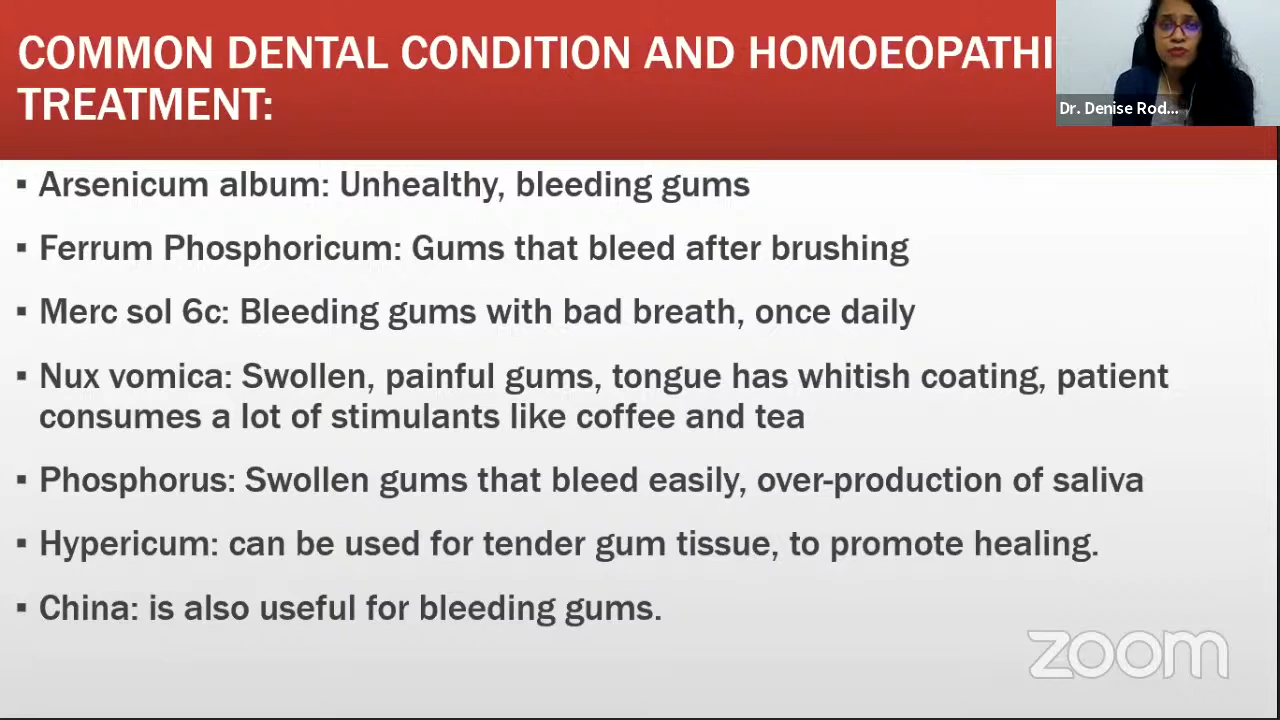 COMMON DENTAL CONDITION AND HOMOEOPATHI
TREATMENT:
Dr. Denise Rod...
▪ Arsenicum album: Unhealthy, bleeding gums
▪ Ferrum Phosphoricum: Gums that bleed after brushing
▪ Merc sol 6c: Bleeding gums with bad breath, once daily
▪ Nux vomica: Swollen, painful gums, tongue has whitish coating, patient
consumes a lot of stimulants like coffee and tea
▪ Phosphorus: Swollen gums that bleed easily, over-production of saliva
▪ Hypericum: can be used for tender gum tissue, to promote healing.
▪ China: is also useful for bleeding gums.
zoom